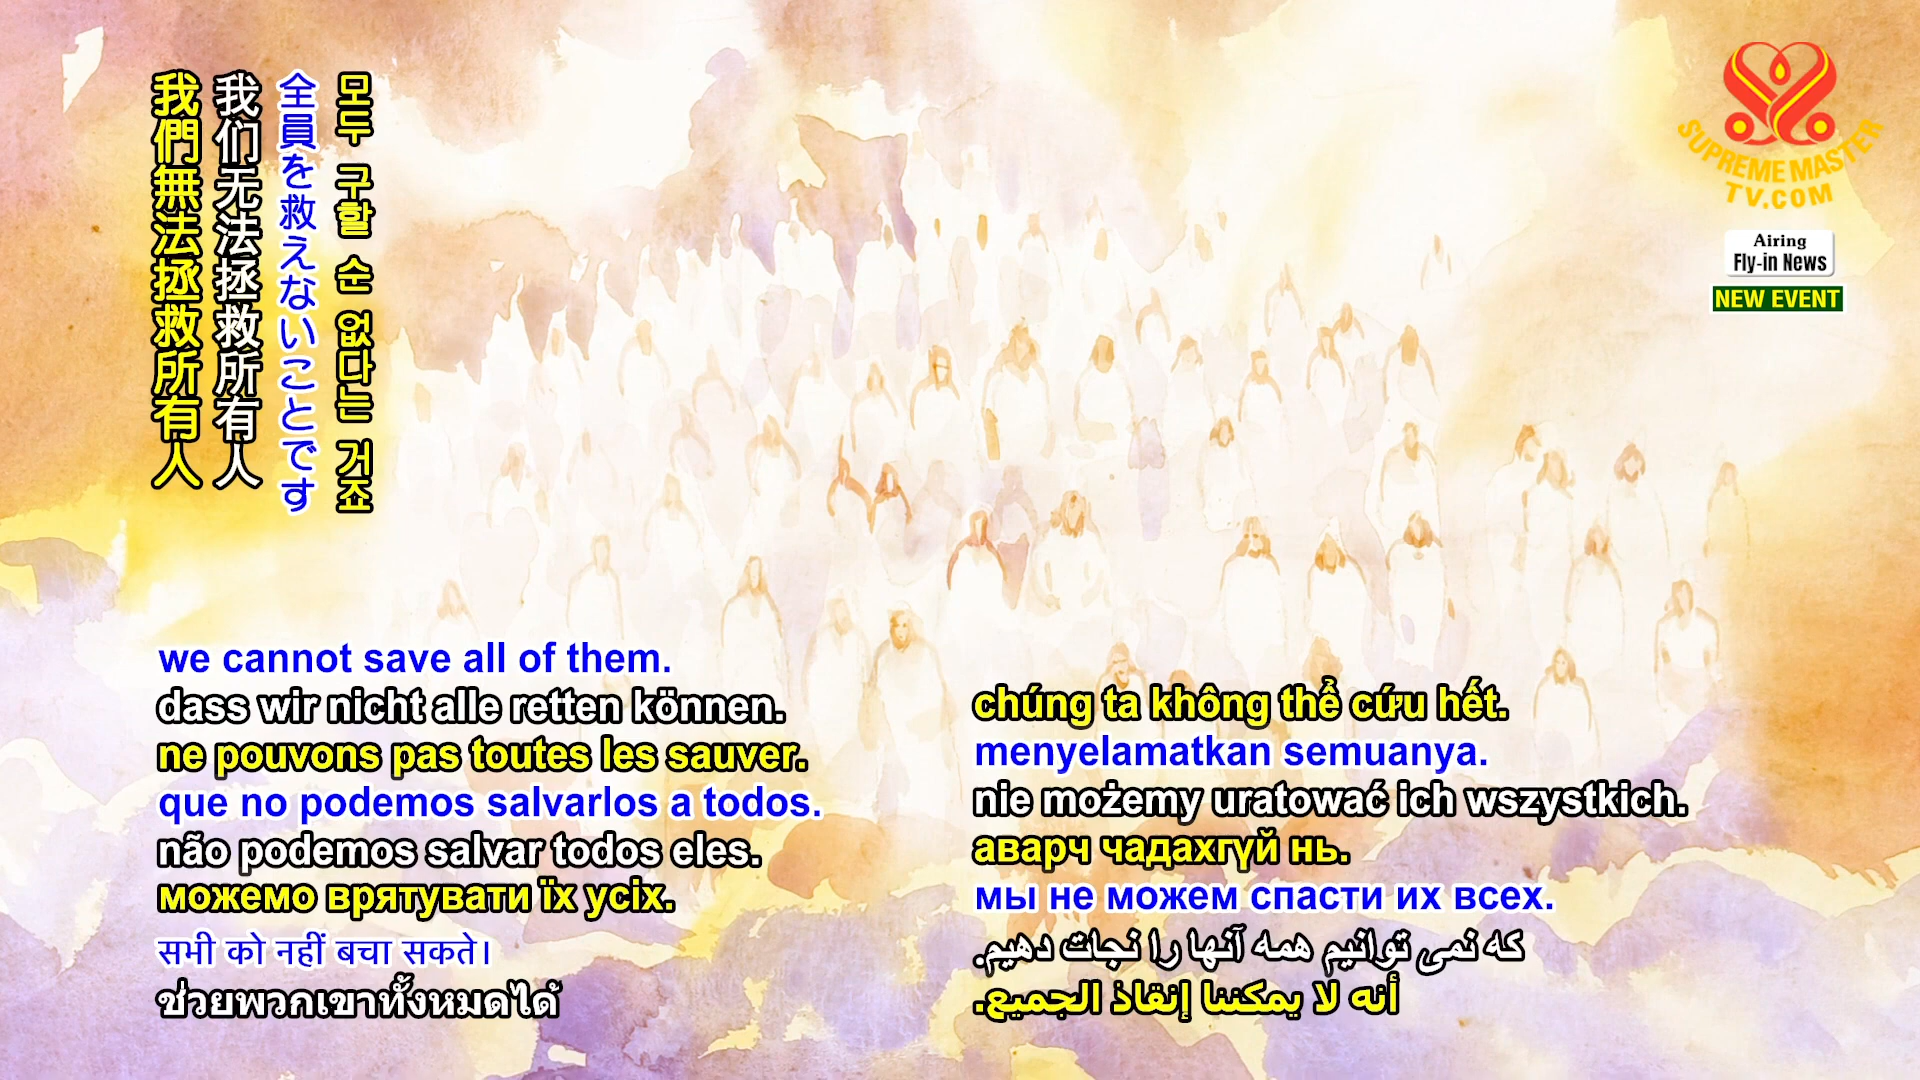 我們無法拯救所有人
我们无法拯救所有人
全員を救えないことです
모두 구할 순 없다는 거죠
SUPREME MASTER
TV.COM
Airing
Fly-in News
NEW EVENT
we cannot save all of them.
dass wir nicht alle retten können.
ne pouvons pas toutes les sauver.
que no podemos salvarlos a todos.
não podemos salvar todos eles.
можемо врятувати їх усіх.
सभी को नहीं बचा सकते।
ช่วยพวกเขาทั้งหมดได้
chúng ta không thể cứu hết.
menyelamatkan semuanya.
nie możemy uratować ich wszystkich.
аварч чадахгүй нь.
мы не можем спасти их всех.
که نمی توانیم همه آنها را نجات دهیم.
أنه لا يمكننا إنقاذ الجميع.